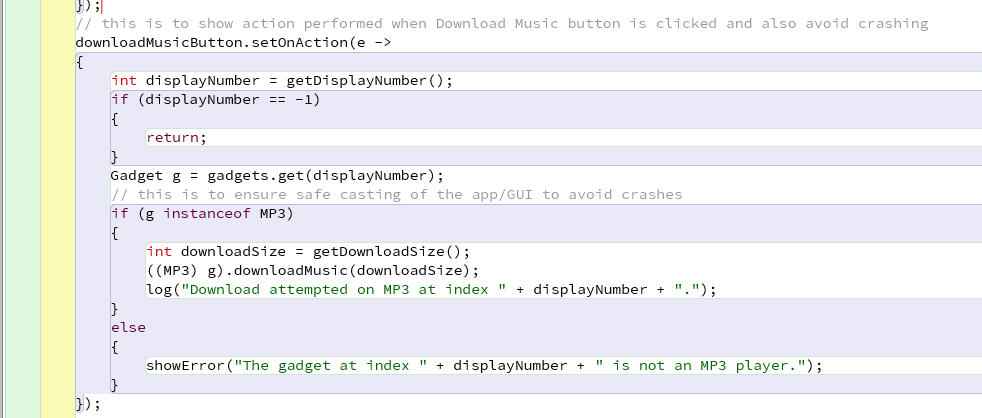 });
// this is to show action performed when Download Music button is clicked and also avoid crashing
downloadMusicButton.setOnAction(e ->
{
int displayNumber = getDisplayNumber();
if (displayNumber == -1)
{
return;
}
Gadget g = gadgets.get(displayNumber);
// this is to ensure safe casting of the app/GUI to avoid crashes
if (g instanceof MP3)
{
int downloadSize = getDownloadSize();
((MP3) g).downloadMusic(downloadSize);
log("Download attempted on MP3 at index " + displayNumber + ".");
}
else
{
showError("The gadget at index " + displayNumber + " is not an MP3 player.");
}
});